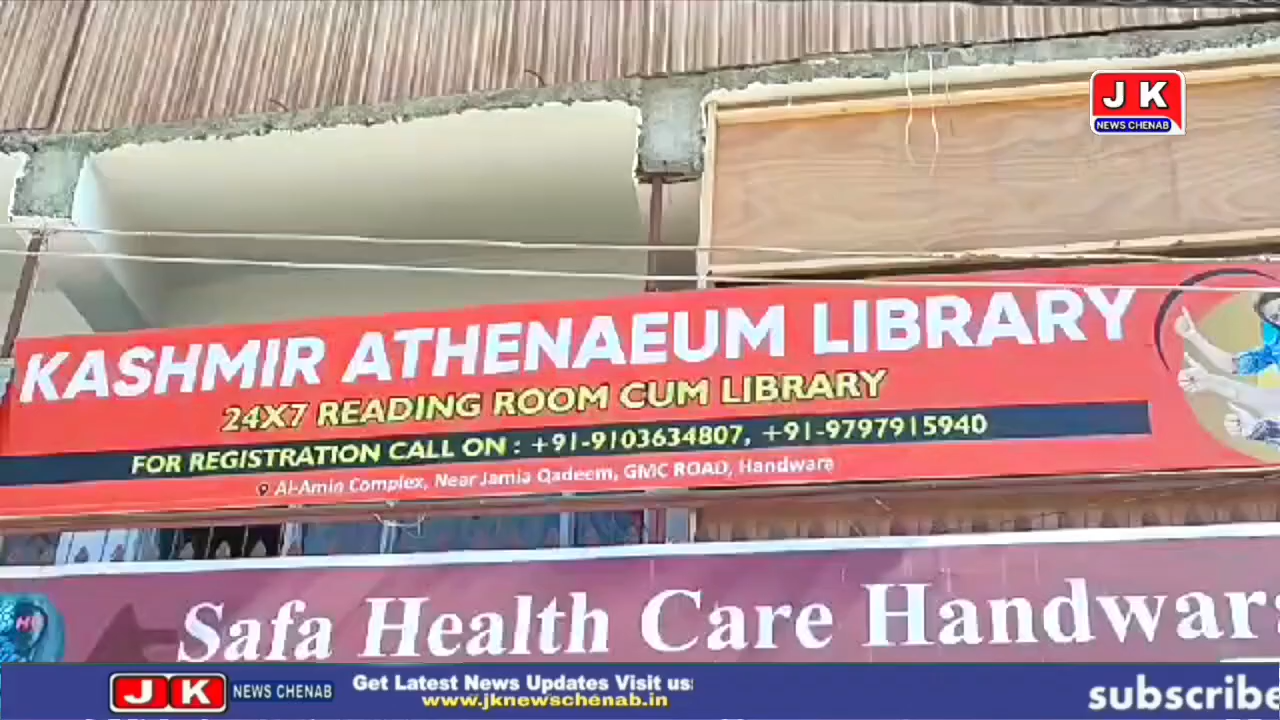 J K
NEWS CHENAB
KASHMIR ATHENAEUM LIBRARY
24X7 READING ROOM CUM LIBRARY
FOR REGISTRATION CALL ON : +91-9103634807, +91-9797915940
Al-Amin Complex, Near Jamia Qadeem, GMC ROAD, Handwara
Safa Health Care Handwar
J K NEWS CHENAB
Get Latest News Updates Visit us:
www.jknewschenab.in
subscribe